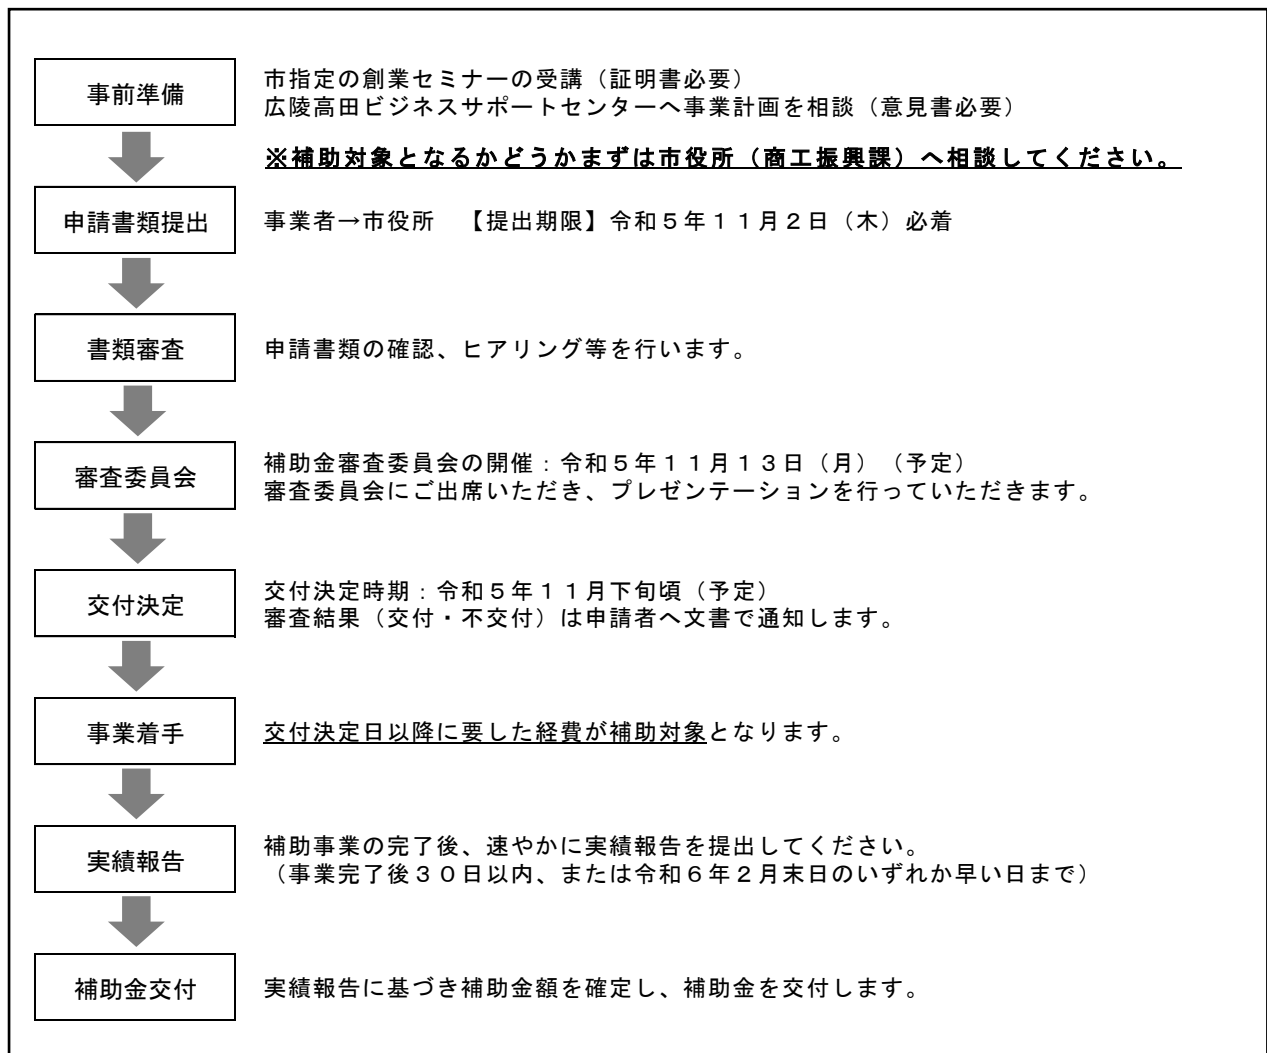 事前準備
市指定の創業セミナーの受講（証明書必要）
広陵高田ビジネスサポートセンターへ事業計画を相談（意見書必要）
※補助対象となるかどうかまずは市役所（商工振興課）へ相談してください。
申請書類提出
事業者→市役所　【提出期限】令和５年１１月２日（木）必着
書類審査
申請書類の確認、ヒアリング等を行います。
審査委員会
補助金審査委員会の開催：令和５年１１月１３日（月）（予定）
審査委員会にご出席いただき、プレゼンテーションを行っていただきます。
交付決定
交付決定時期：令和５年１１月下旬頃（予定）
審査結果（交付・不交付）は申請者へ文書で通知します。
事業着手
交付決定日以降に要した経費が補助対象となります。
実績報告
補助事業の完了後、速やかに実績報告を提出してください。
（事業完了後３０日以内、または令和６年２月末日のいずれか早い日まで）
補助金交付
実績報告に基づき補助金額を確定し、補助金を交付します。